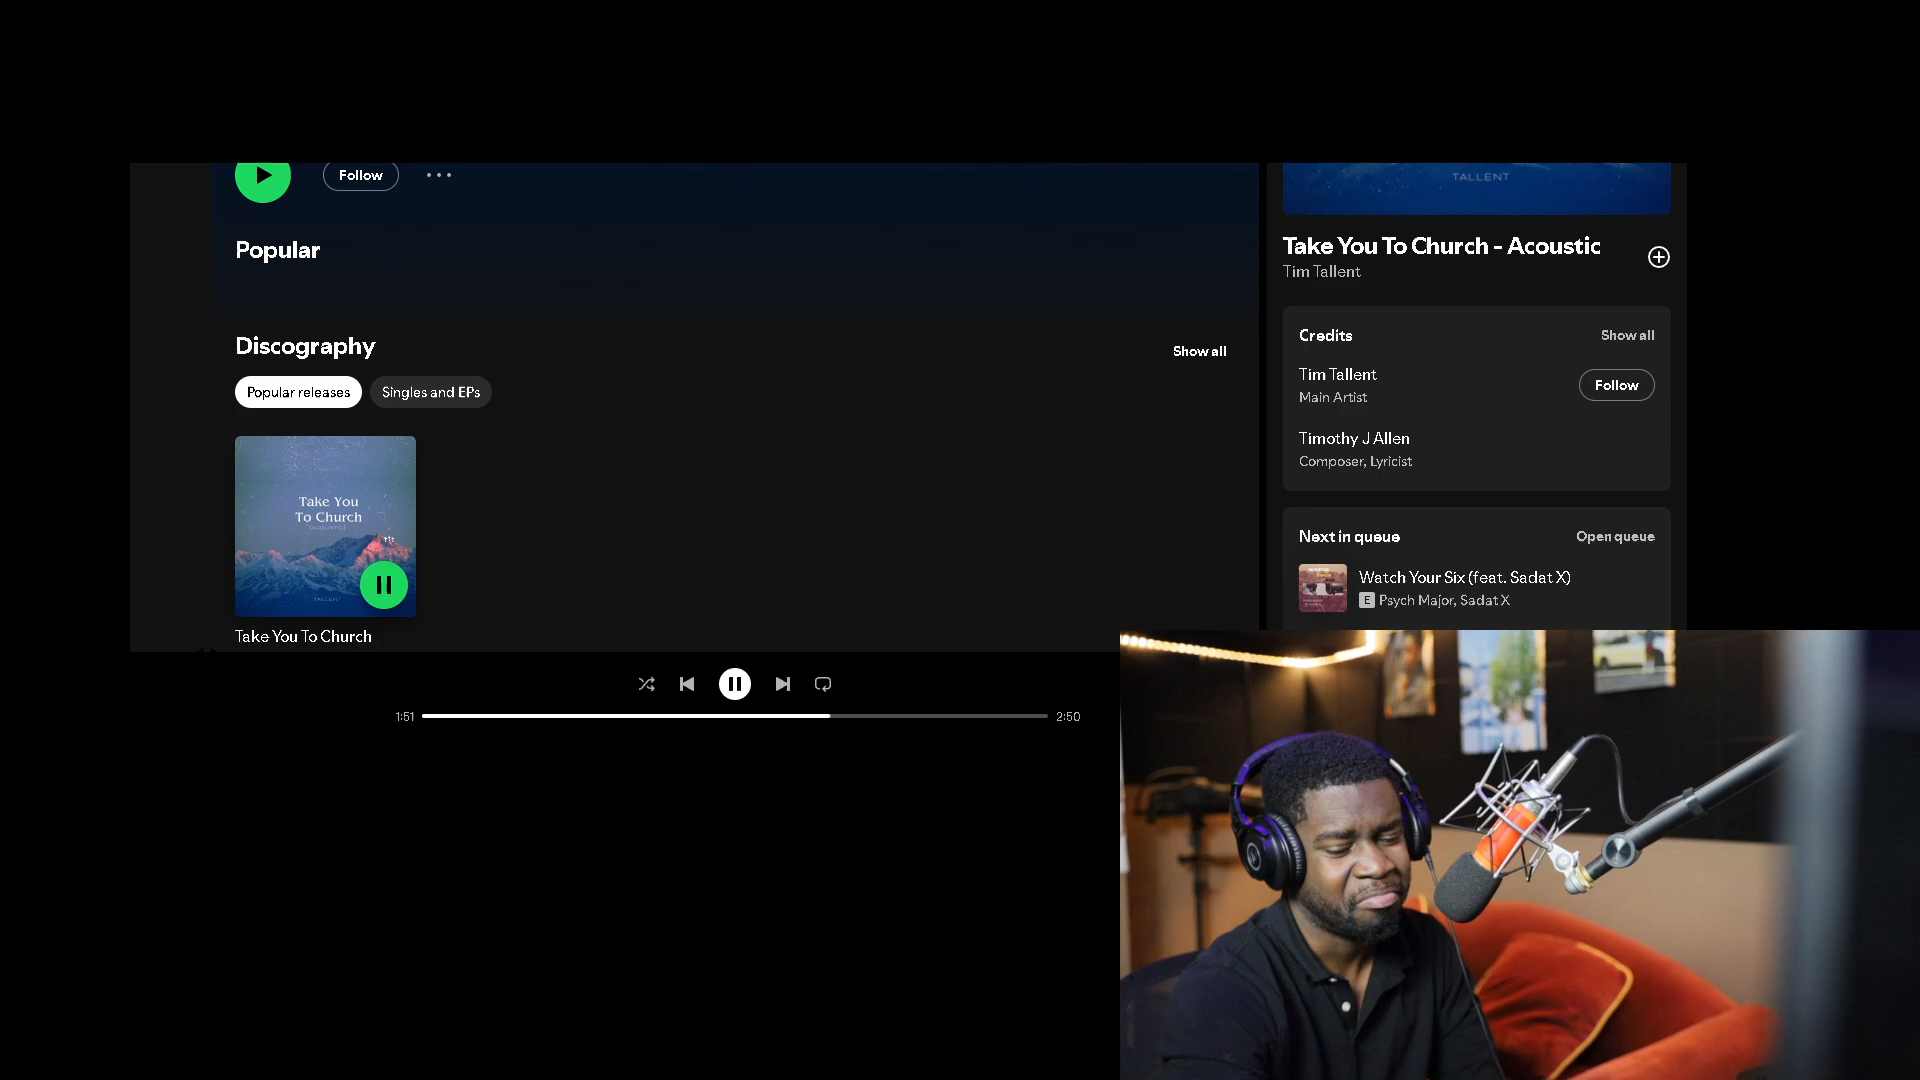 Follow
Popular
Discography
Show all
Popular releases
Singles and EPs
Take You
To Church
(ACOUSTIC)
TALLENT
Take You To Church
TALLENT
Take You To Church - Acoustic
Tim Tallent
Credits
Show all
Tim Tallent
Main Artist
Follow
Timothy J Allen
Composer, Lyricist
Next in queue
Open queue
Watch Your Six (feat. Sadat X)
E Psych Major, Sadat X
1:51
2:50